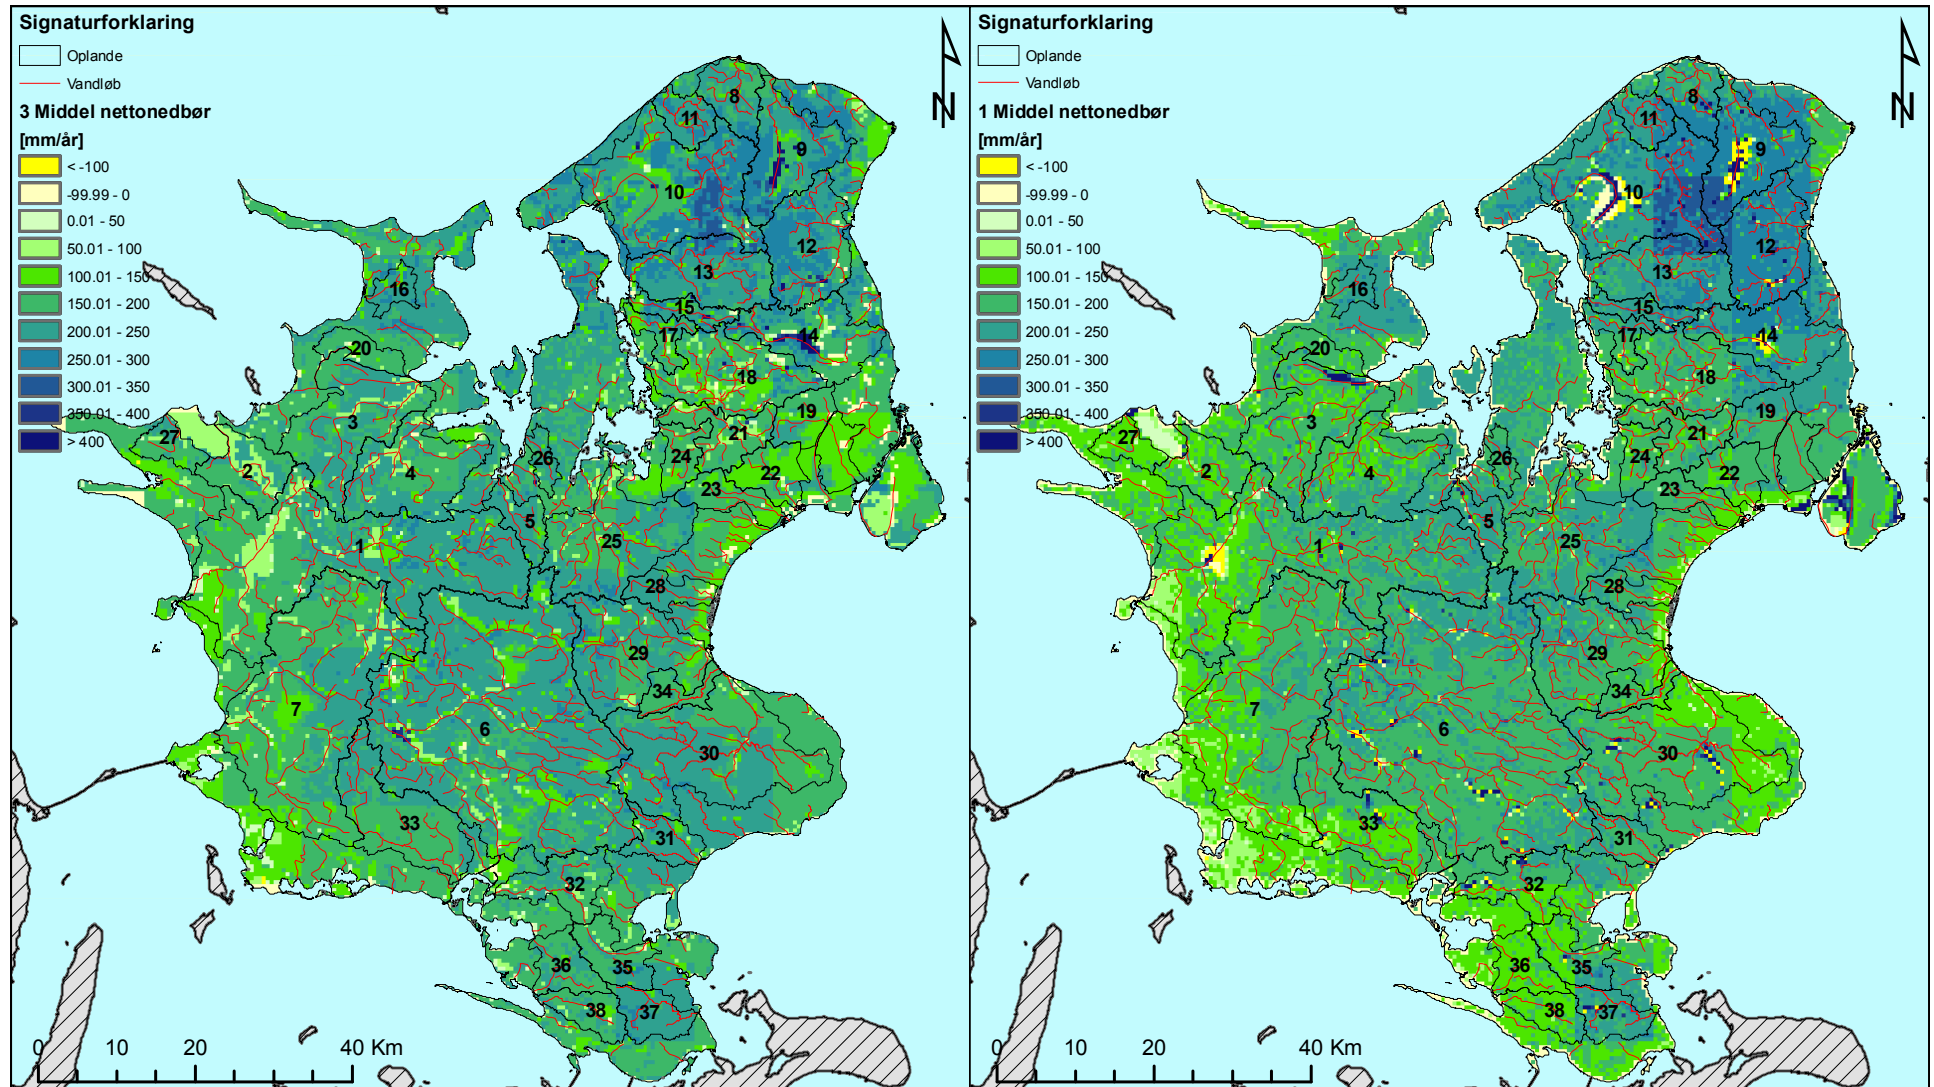 Signaturforklaring
Oplande
Vandløb
3 Middel nettonedbør
[mm/år]
< -100
-99.99 - 0
0.01 - 50
50.01 - 100
100.01 - 150
150.01 - 200
200.01 - 250
250.01 - 300
300.01 - 350
350.01 - 400
> 400
N
8
11
9
10
12
13
16
15
14
17
20
18
19
3
21
27
24
26
2
4
22
23
5
25
1
28
29
34
7
6
30
33
31
32
36
35
38
37
0 10 20 40 Km
Signaturforklaring
Oplande
Vandløb
1 Middel nettonedbør
[mm/år]
< -100
-99.99 - 0
0.01 - 50
50.01 - 100
100.01 - 150
150.01 - 200
200.01 - 250
250.01 - 300
300.01 - 350
350.01 - 400
> 400
N
8
11
9
10
12
13
16
15
14
17
20
18
19
3
21
27
24
26
2
4
22
23
5
25
1
28
29
34
7
6
30
33
31
32
36
35
38
37
0 10 20 40 Km